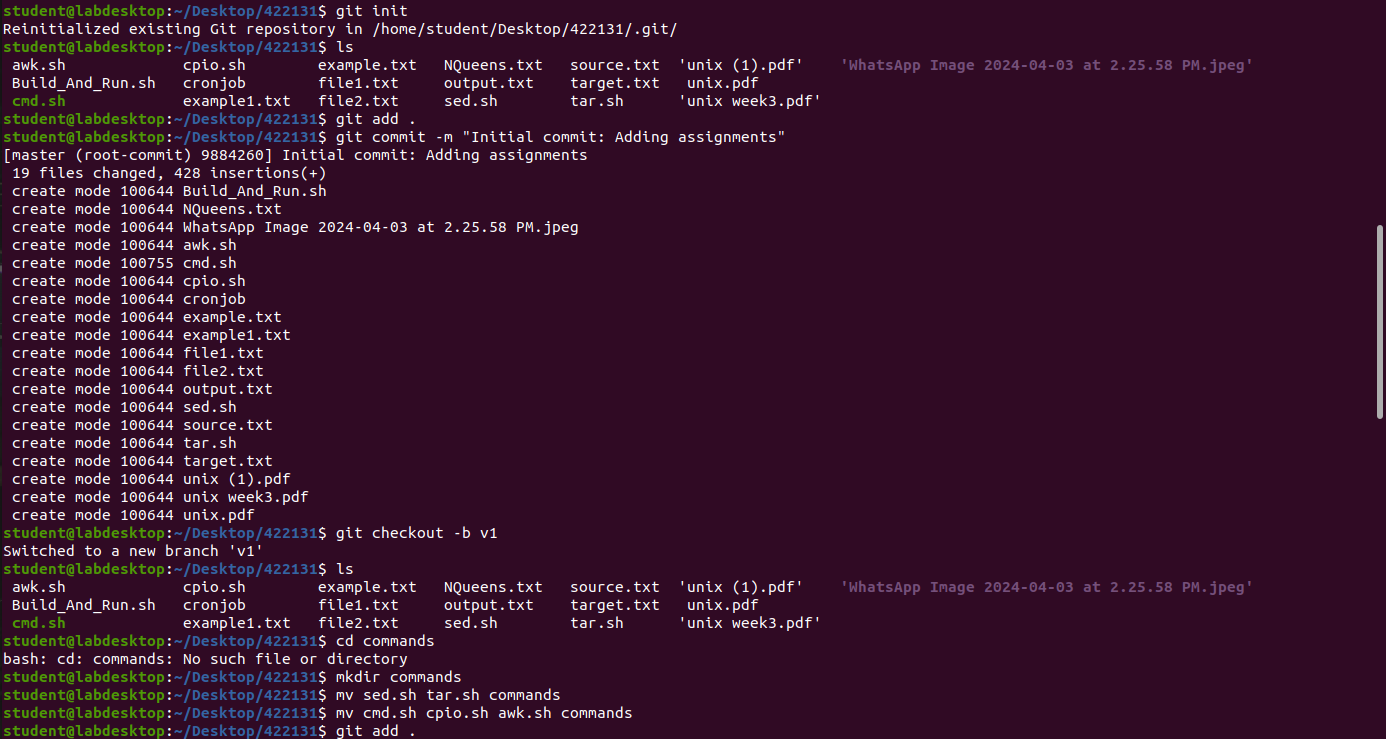 student@labdesktop:~/Desktop/422131$ git init
Reinitialized existing Git repository in /home/student/Desktop/422131/.git/
student@labdesktop:~/Desktop/422131$ ls
 awk.sh             cpio.sh        example.txt   NQueens.txt   source.txt  'unix (1).pdf'    'WhatsApp Image 2024-04-03 at 2.25.58 PM.jpeg'
 Build_And_Run.sh   cronjob        file1.txt     output.txt    target.txt   unix.pdf
 cmd.sh             example1.txt   file2.txt     sed.sh        tar.sh      'unix week3.pdf'
student@labdesktop:~/Desktop/422131$ git add .
student@labdesktop:~/Desktop/422131$ git commit -m "Initial commit: Adding assignments"
[master (root-commit) 9884260] Initial commit: Adding assignments
 19 files changed, 428 insertions(+)
 create mode 100644 Build_And_Run.sh
 create mode 100644 NQueens.txt
 create mode 100644 WhatsApp Image 2024-04-03 at 2.25.58 PM.jpeg
 create mode 100644 awk.sh
 create mode 100755 cmd.sh
 create mode 100644 cpio.sh
 create mode 100644 cronjob
 create mode 100644 example.txt
 create mode 100644 example1.txt
 create mode 100644 file1.txt
 create mode 100644 file2.txt
 create mode 100644 output.txt
 create mode 100644 sed.sh
 create mode 100644 source.txt
 create mode 100644 tar.sh
 create mode 100644 target.txt
 create mode 100644 unix (1).pdf
 create mode 100644 unix week3.pdf
 create mode 100644 unix.pdf
student@labdesktop:~/Desktop/422131$ git checkout -b v1
Switched to a new branch 'v1'
student@labdesktop:~/Desktop/422131$ ls
 awk.sh             cpio.sh        example.txt   NQueens.txt   source.txt  'unix (1).pdf'    'WhatsApp Image 2024-04-03 at 2.25.58 PM.jpeg'
 Build_And_Run.sh   cronjob        file1.txt     output.txt    target.txt   unix.pdf
 cmd.sh             example1.txt   file2.txt     sed.sh        tar.sh      'unix week3.pdf'
student@labdesktop:~/Desktop/422131$ cd commands
bash: cd: commands: No such file or directory
student@labdesktop:~/Desktop/422131$ mkdir commands
student@labdesktop:~/Desktop/422131$ mv sed.sh tar.sh commands
student@labdesktop:~/Desktop/422131$ mv cmd.sh cpio.sh awk.sh commands
student@labdesktop:~/Desktop/422131$ git add .